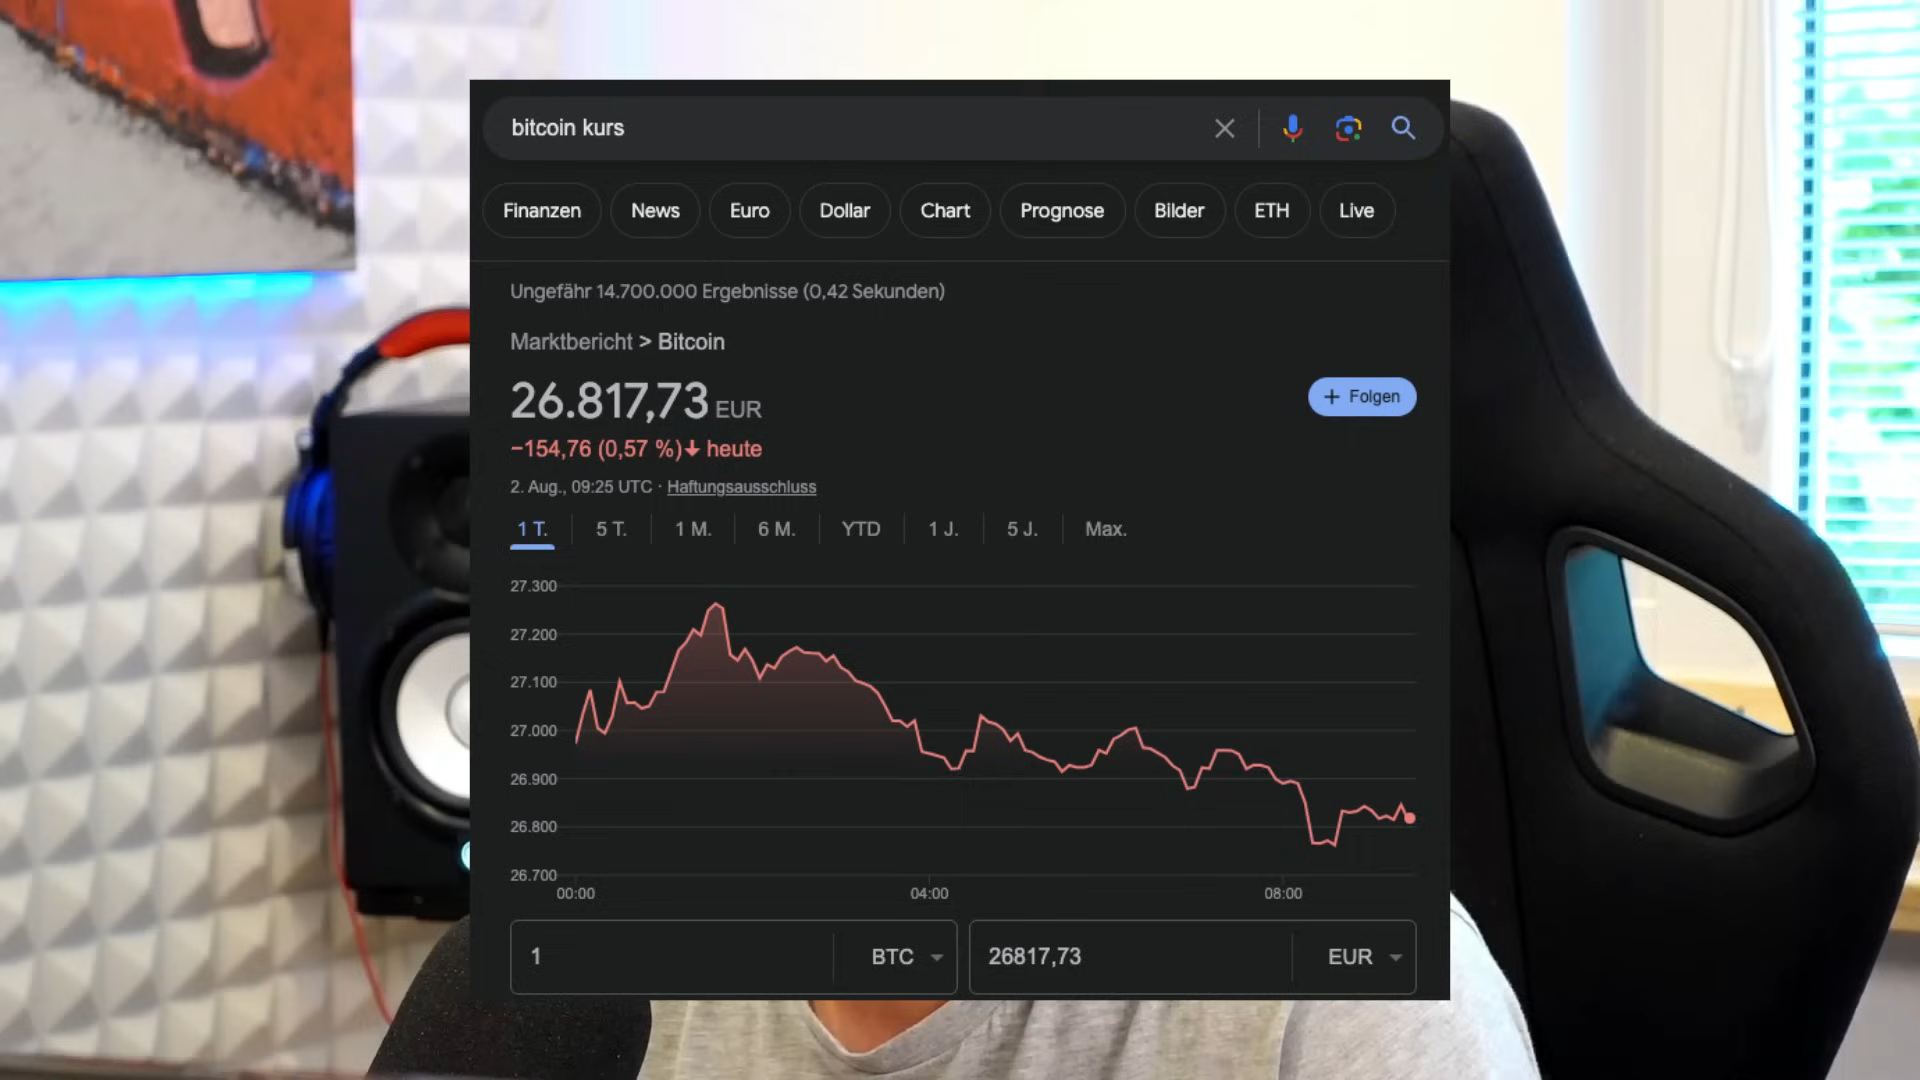 bitcoin kurs
Finanzen News Euro Dollar Chart Prognose Bilder ETH Live
Ungefähr 14.700.000 Ergebnisse (0,42 Sekunden)
Marktbericht > Bitcoin
26.817,73 EUR
+ Folgen
−154,76 (0,57 %)↓ heute
2. Aug., 09:25 UTC · Haftungsausschluss
1 T. 5 T. 1 M. 6 M. YTD 1 J. 5 J. Max.
27.300
27.200
27.100
27.000
26.900
26.800
26.700
00:00 04:00 08:00
1 BTC 26817,73 EUR